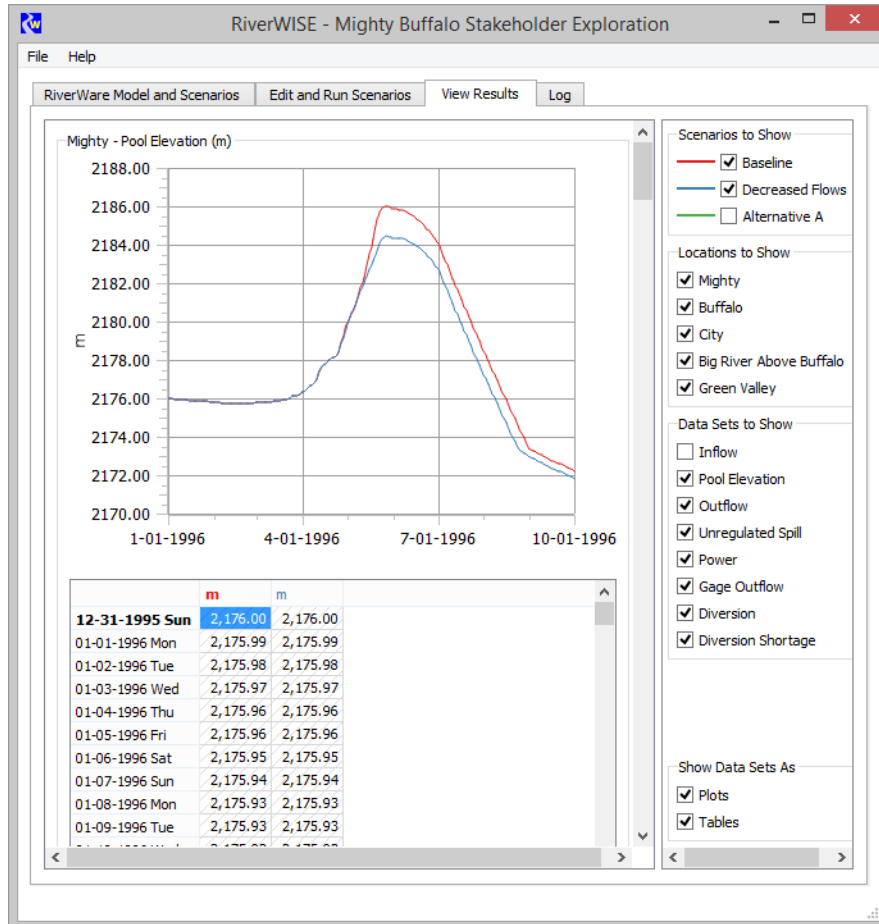 RiverWISE - Mighty Buffalo Stakeholder Exploration
File Help
RiverWare Model and Scenarios Edit and Run Scenarios View Results Log
Mighty - Pool Elevation (m)
2188.00
2186.00
2184.00
2182.00
2180.00
2178.00
2176.00
2174.00
2172.00
2170.00
m
1-01-1996 4-01-1996 7-01-1996 10-01-1996
m m
12-31-1995 Sun 2,176.00 2,176.00
01-01-1996 Mon 2,175.99 2,175.99
01-02-1996 Tue 2,175.98 2,175.98
01-03-1996 Wed 2,175.97 2,175.97
01-04-1996 Thu 2,175.96 2,175.96
01-05-1996 Fri 2,175.96 2,175.96
01-06-1996 Sat 2,175.95 2,175.95
01-07-1996 Sun 2,175.94 2,175.94
01-08-1996 Mon 2,175.93 2,175.93
01-09-1996 Tue 2,175.93 2,175.93
Scenarios to Show
Baseline
Decreased Flows
Alternative A
Locations to Show
Mighty
Buffalo
City
Big River Above Buffalo
Green Valley
Data Sets to Show
Inflow
Pool Elevation
Outflow
Unregulated Spill
Power
Gage Outflow
Diversion
Diversion Shortage
Show Data Sets As
Plots
Tables